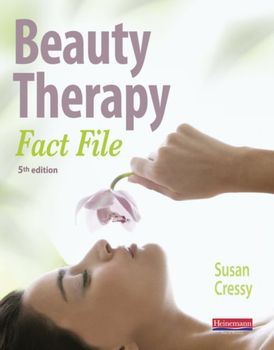 Beauty
Therapy
Fact File
5th edition
Susan
Cressy
Heinemann